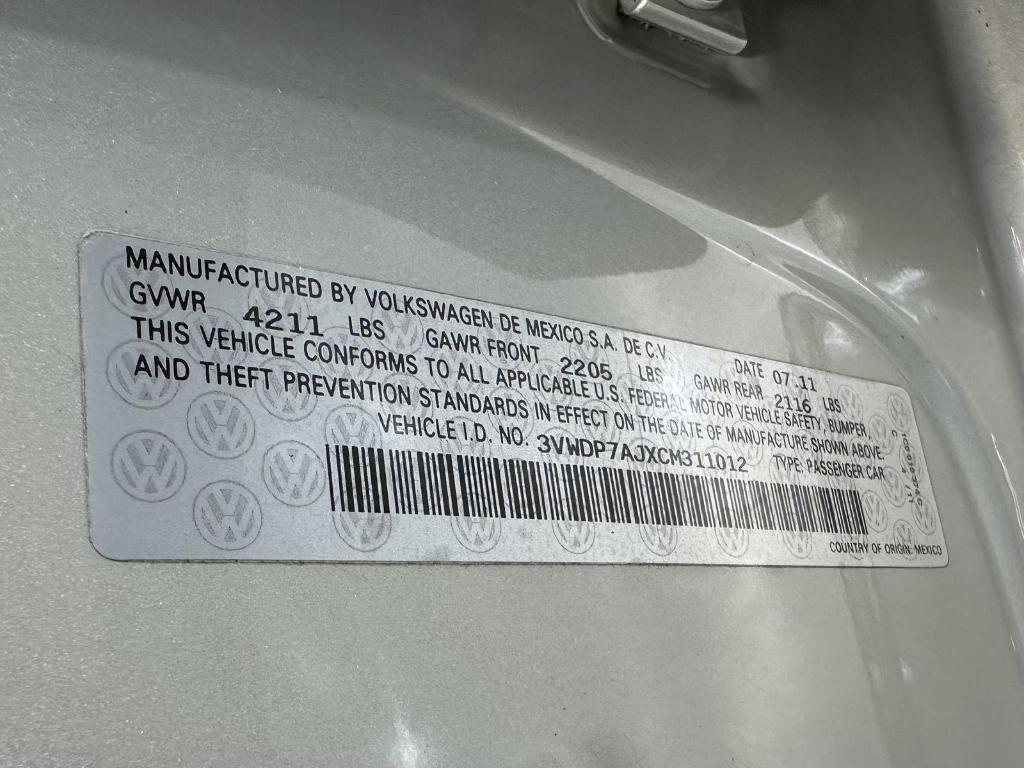 MANUFACTURED BY VOLKSWAGEN DE MEXICO S.A. DE C.V. DATE 07.11
GVWR 4211 LBS GAWR FRONT 2205 LBS GAWR REAR 2116 LBS
THIS VEHICLE CONFORMS TO ALL APPLICABLE U.S. FEDERAL MOTOR VEHICLE SAFETY, BUMPER
AND THEFT PREVENTION STANDARDS IN EFFECT ON THE DATE OF MANUFACTURE SHOWN ABOVE.
VEHICLE I.D. NO. 3VWDP7AJXCM311012 TYPE: PASSENGER CAR
COUNTRY OF ORIGIN: MEXICO